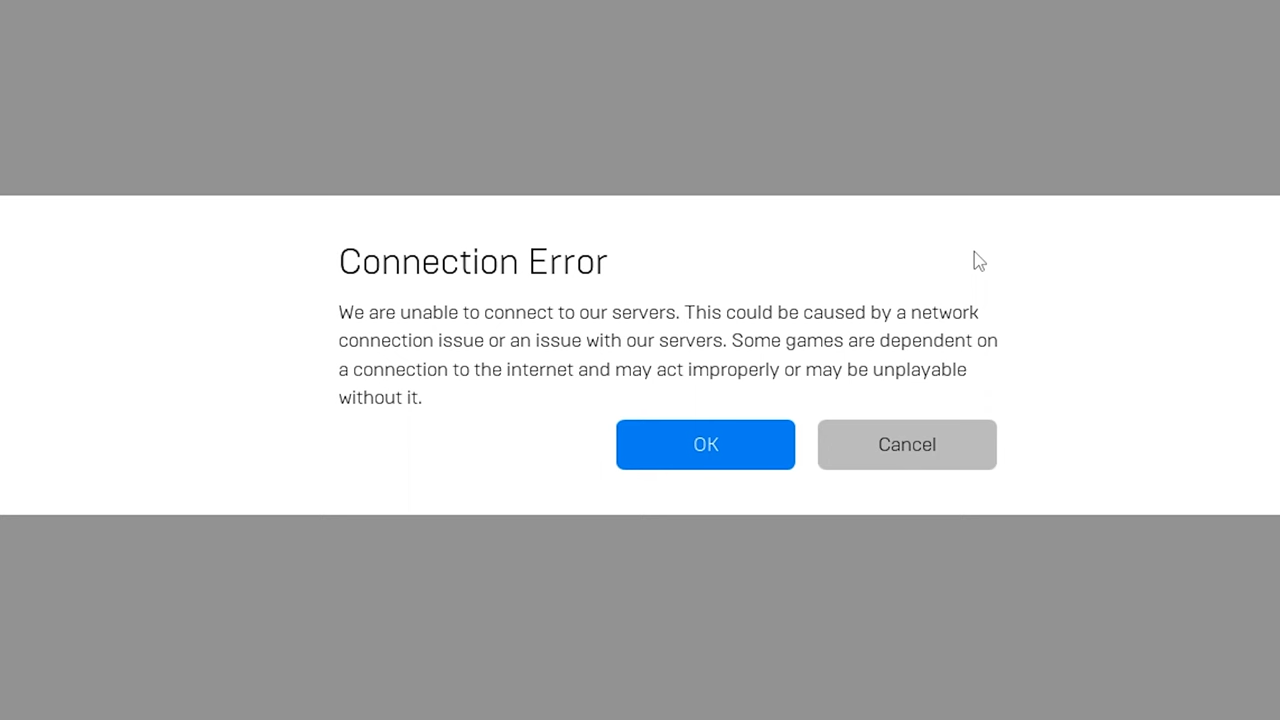 Connection Error
We are unable to connect to our servers. This could be caused by a network
connection issue or an issue with our servers. Some games are dependent on
a connection to the internet and may act improperly or may be unplayable
without it.
OK
Cancel